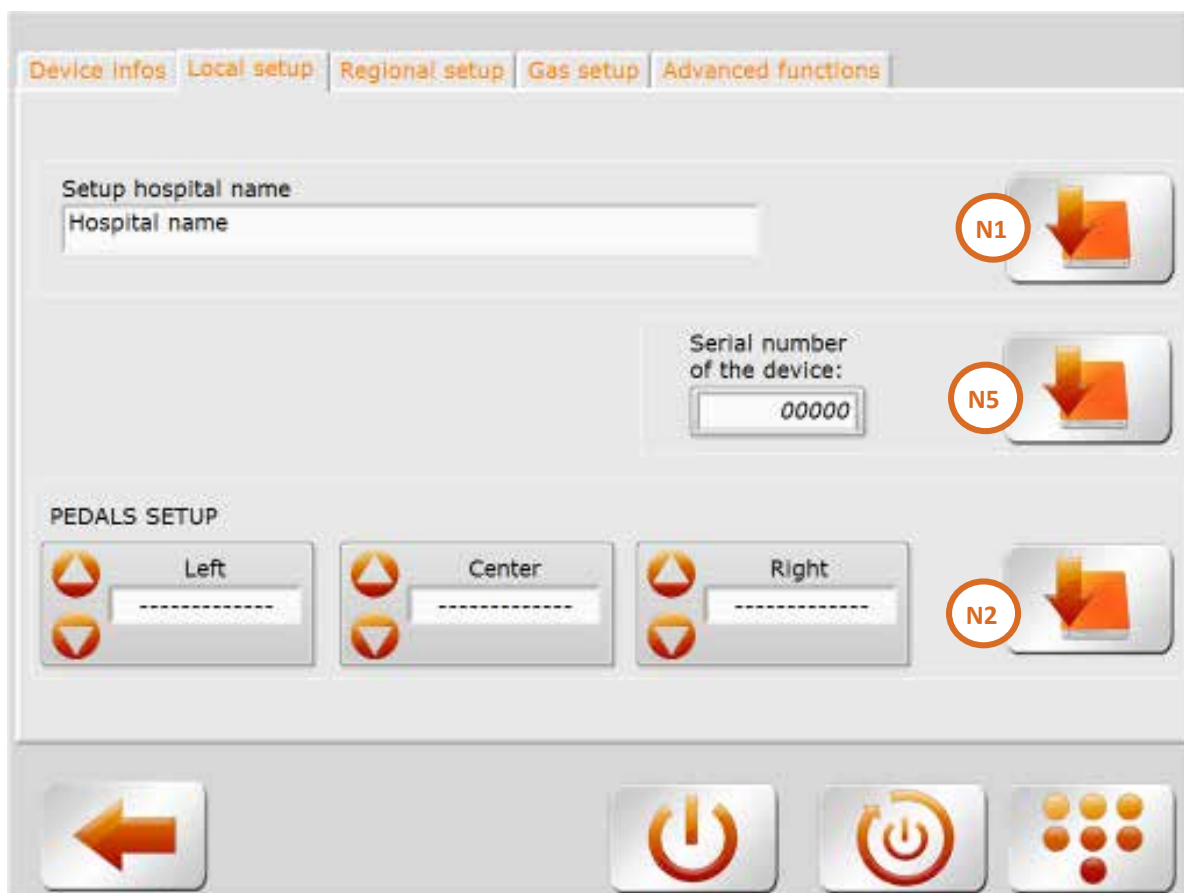 Device infos Local setup Regional setup Gas setup Advanced functions
Setup hospital name
Hospital name
N1
Serial number
of the device:
00000
N5
PEDALS SETUP
Left Center Right
------------- ------------- -------------
N2